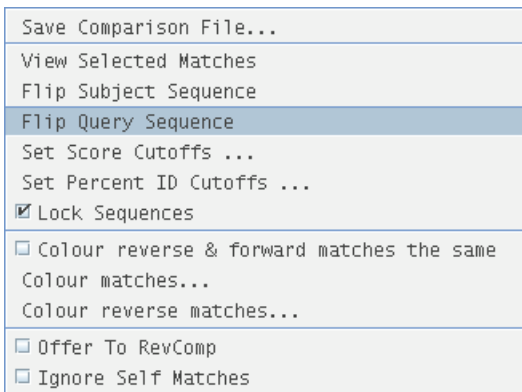 Save Comparison File...
View Selected Matches
Flip Subject Sequence
Flip Query Sequence
Set Score Cutoffs ...
Set Percent ID Cutoffs ...
Lock Sequences
Colour reverse & forward matches the same
Colour matches...
Colour reverse matches...
Offer To RevComp
Ignore Self Matches